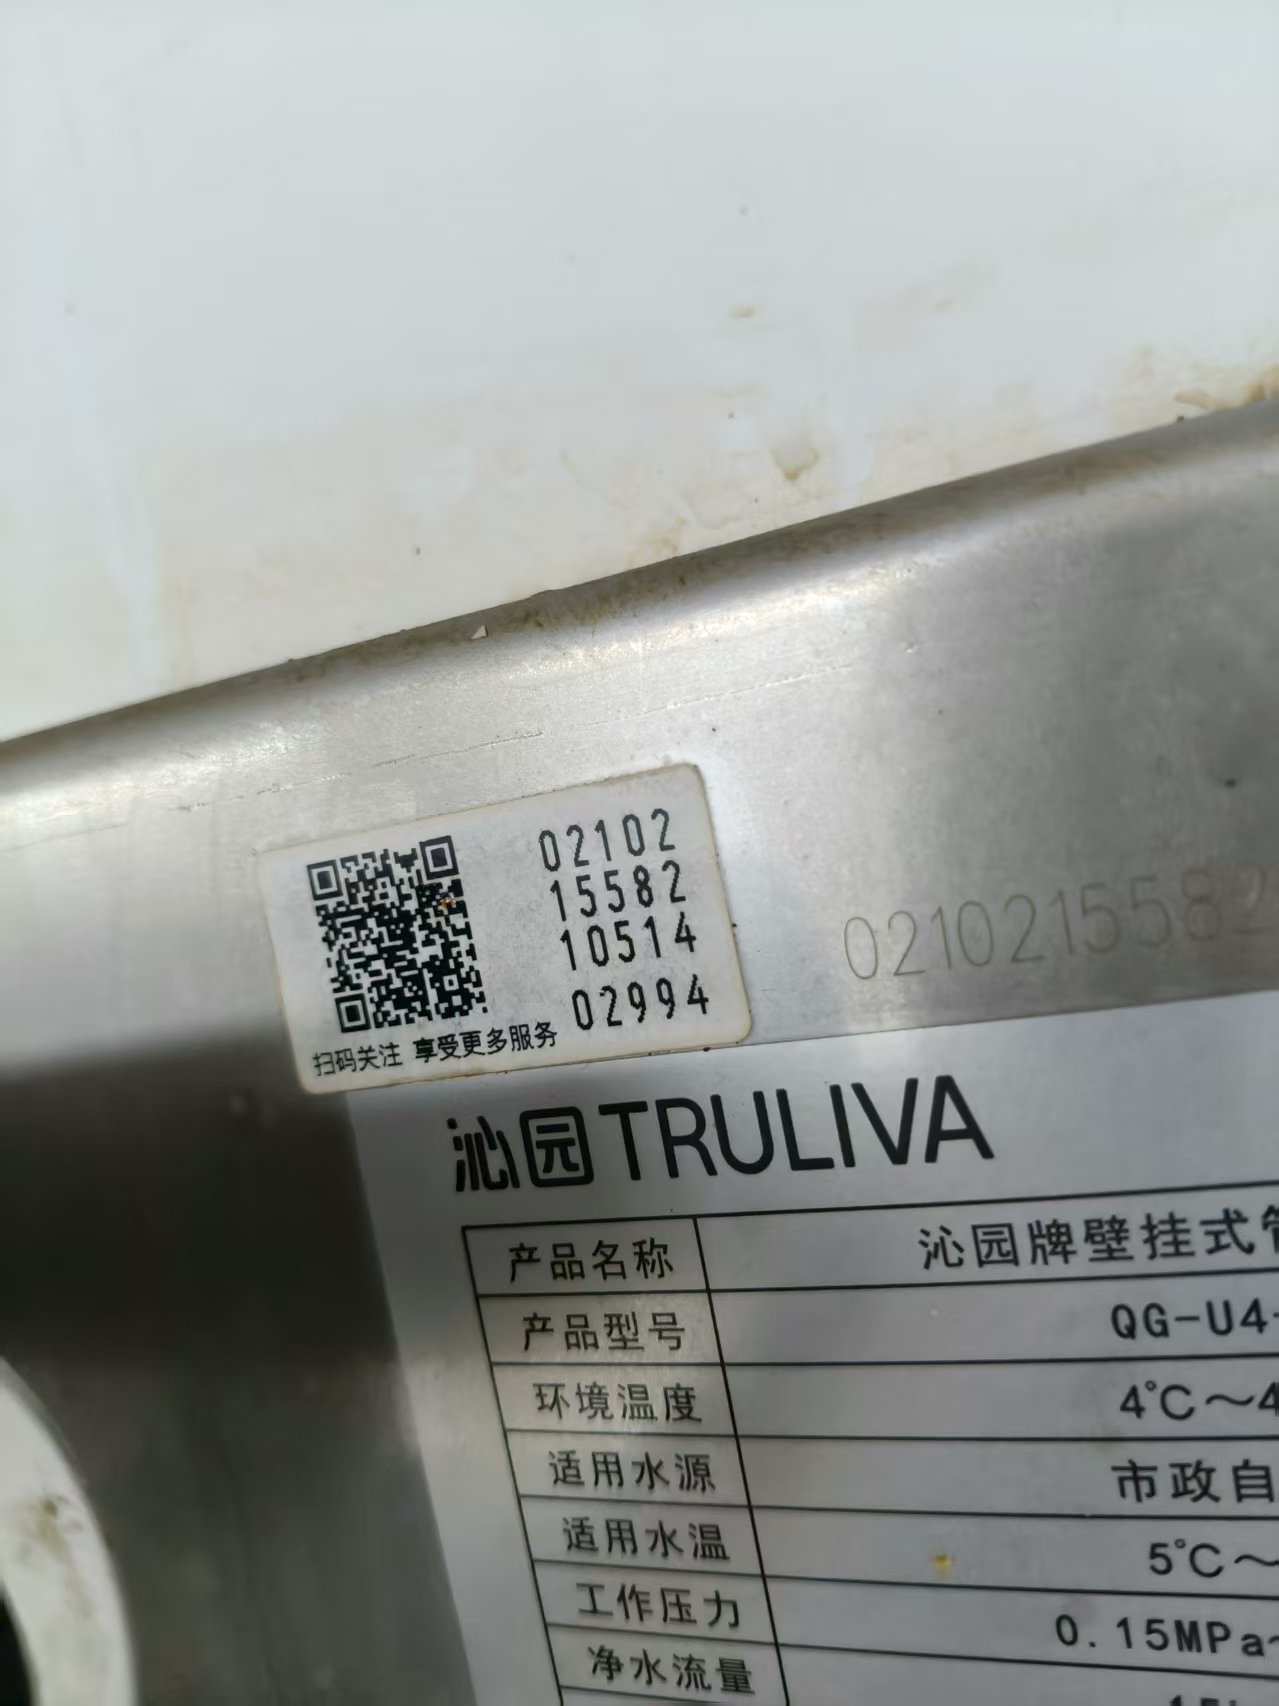 02102
15582
10514
02994
扫码关注 享受更多服务
0210215582
沁园TRULIVA
产品名称 沁园牌壁挂式
产品型号 QG-U4-
环境温度 4℃～4
适用水源 市政自
适用水温 5℃～
工作压力 0.15MPa~
净水流量